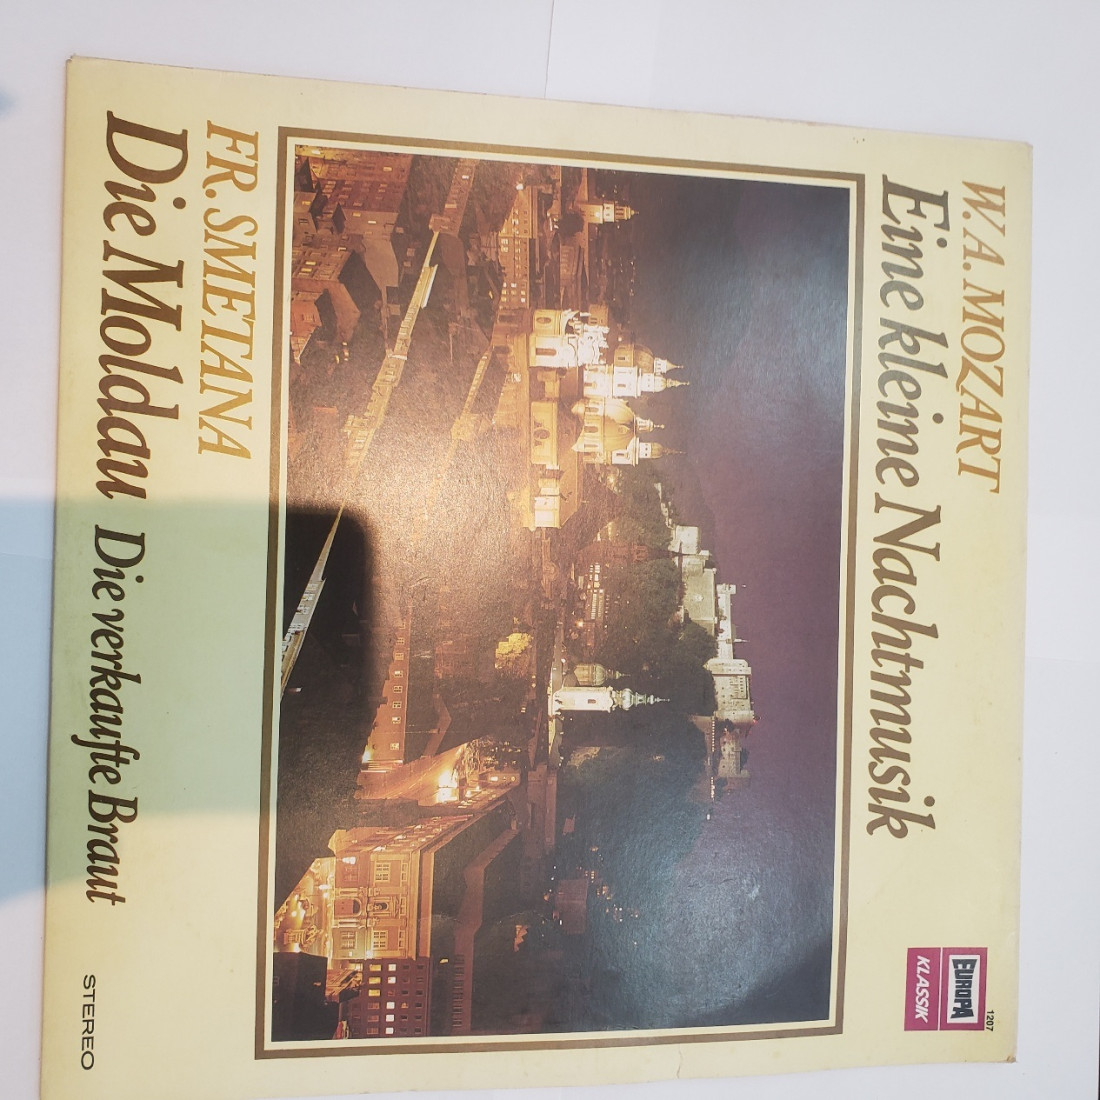 W.A. MOZART
Eine kleine Nachtmusik
1207
EUROPA
KLASSIK
FR. SMETANA
Die Moldau Die verkaufte Braut
STEREO